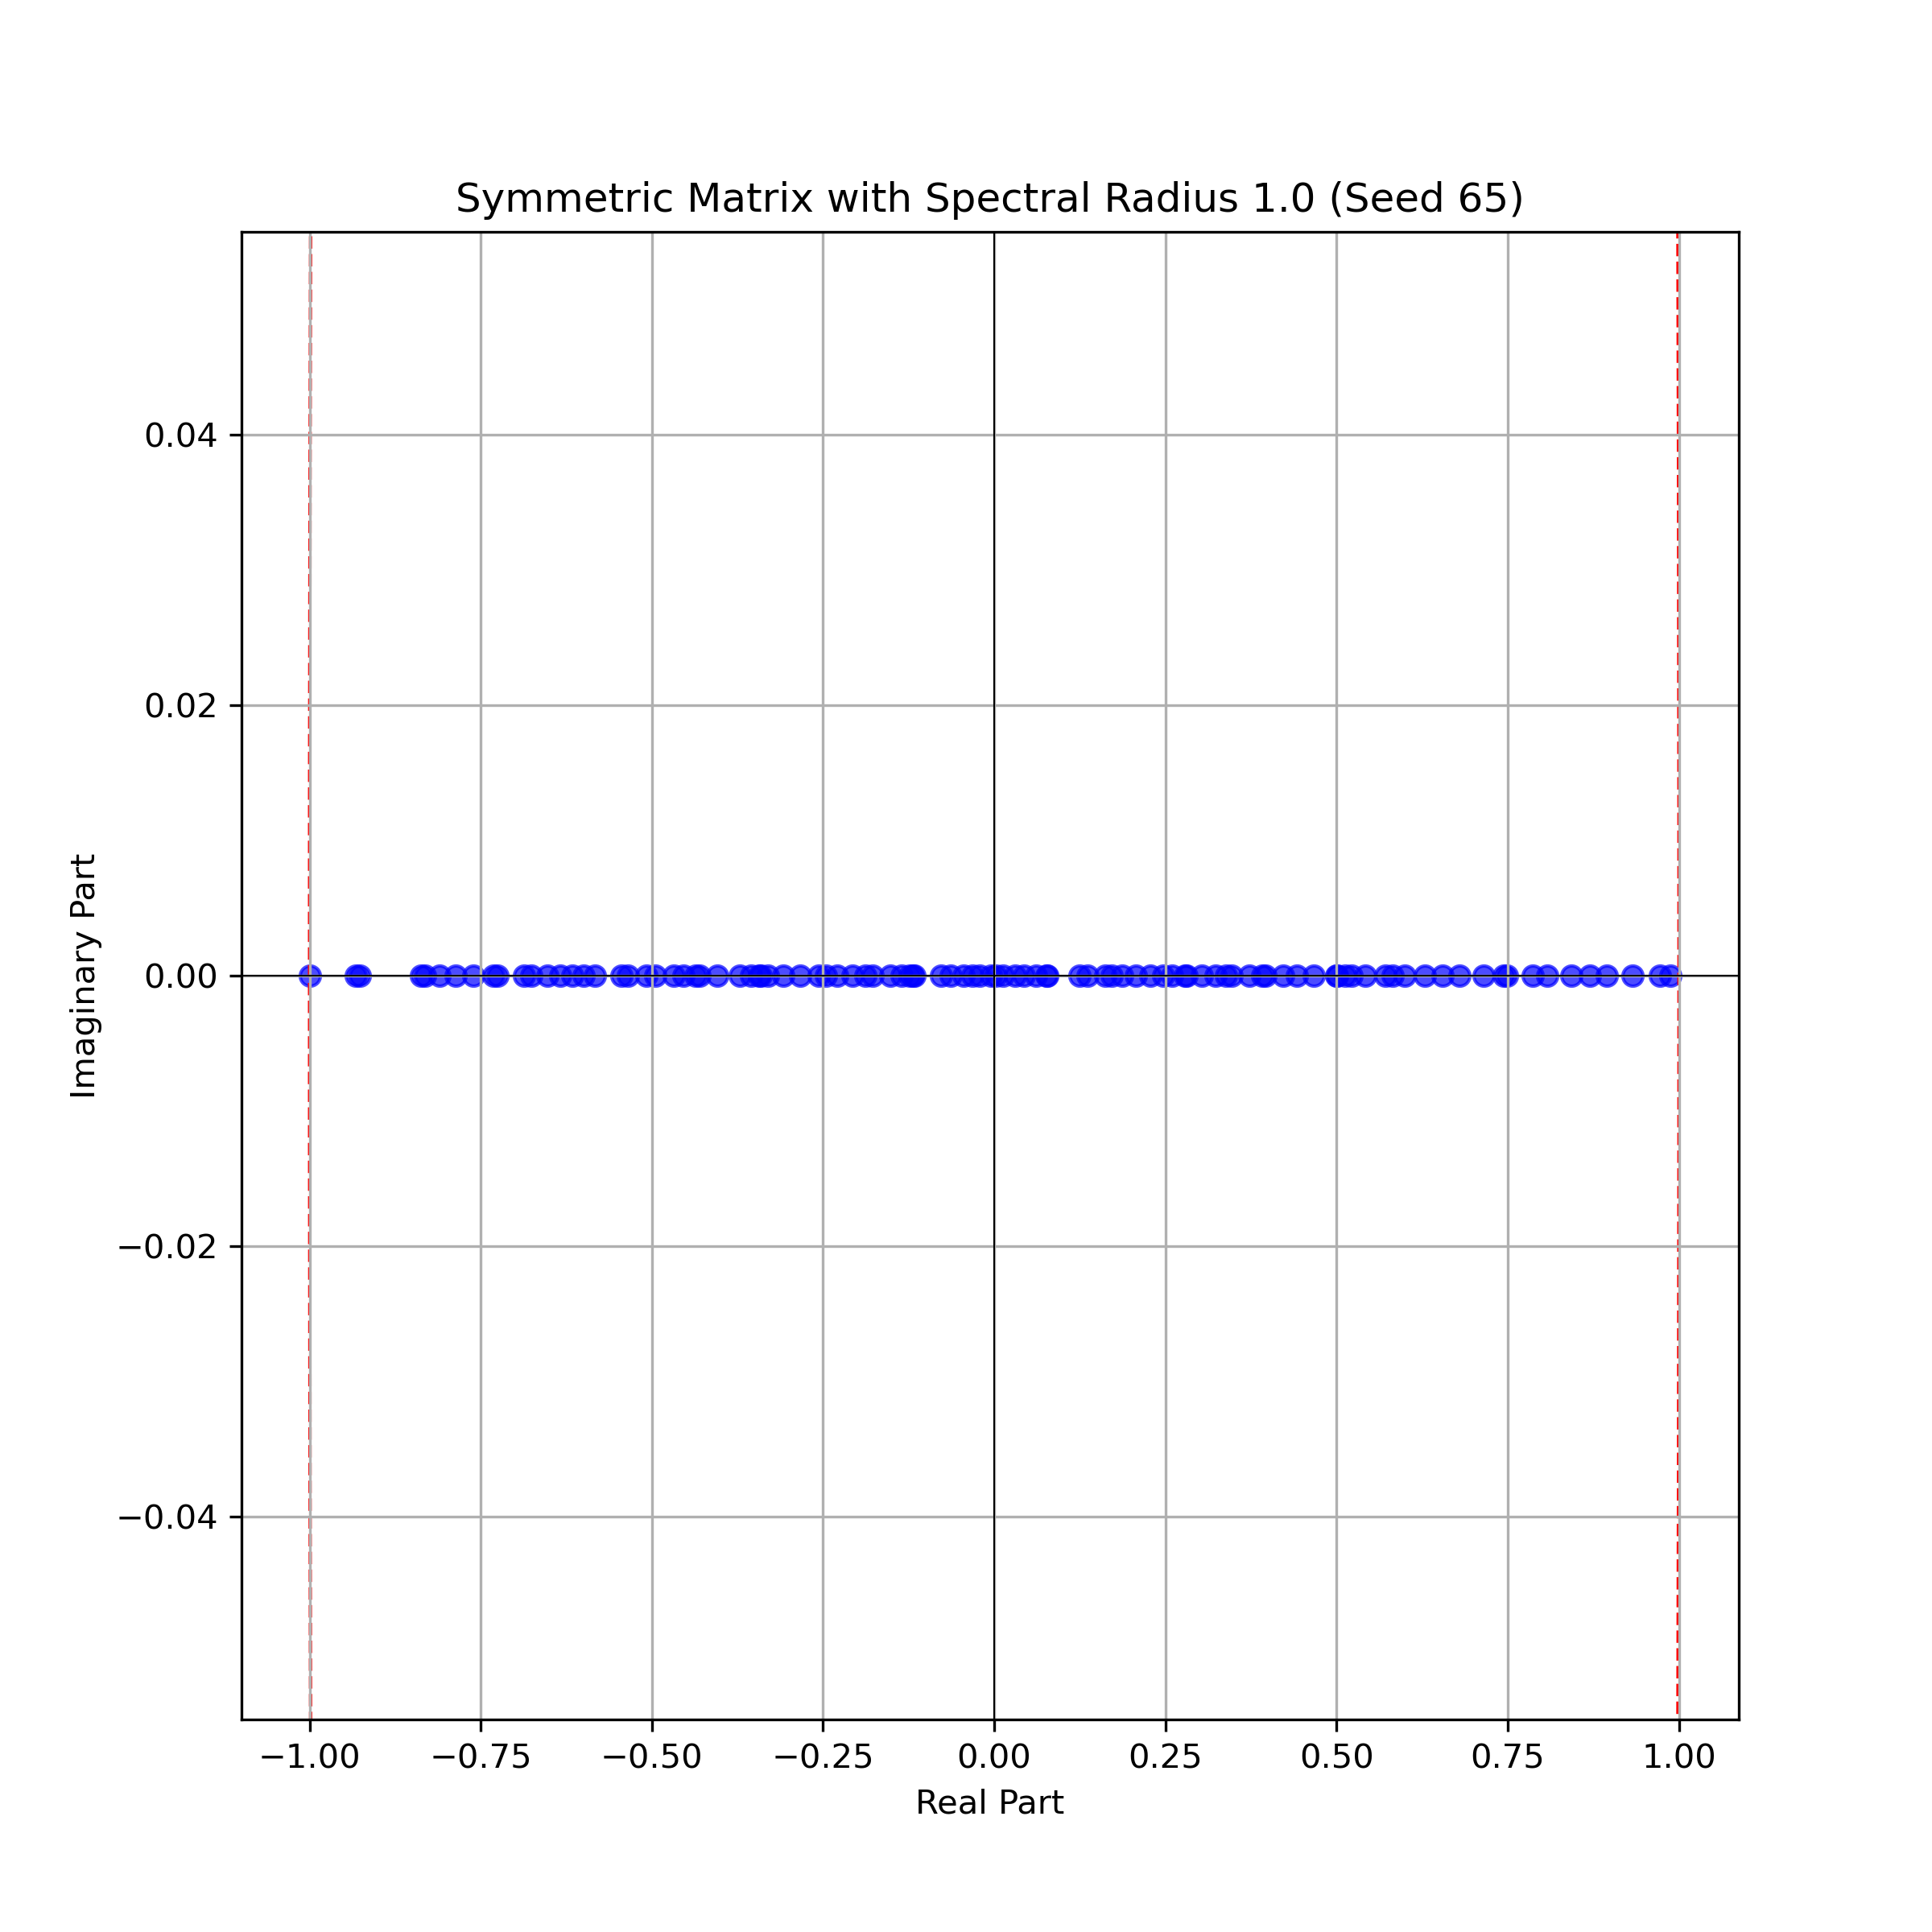 Symmetric Matrix with Spectral Radius 1.0 (Seed 65)
Imaginary Part
0.04
0.02
0.00
−0.02
−0.04
−1.00 −0.75 −0.50 −0.25 0.00 0.25 0.50 0.75 1.00
Real Part